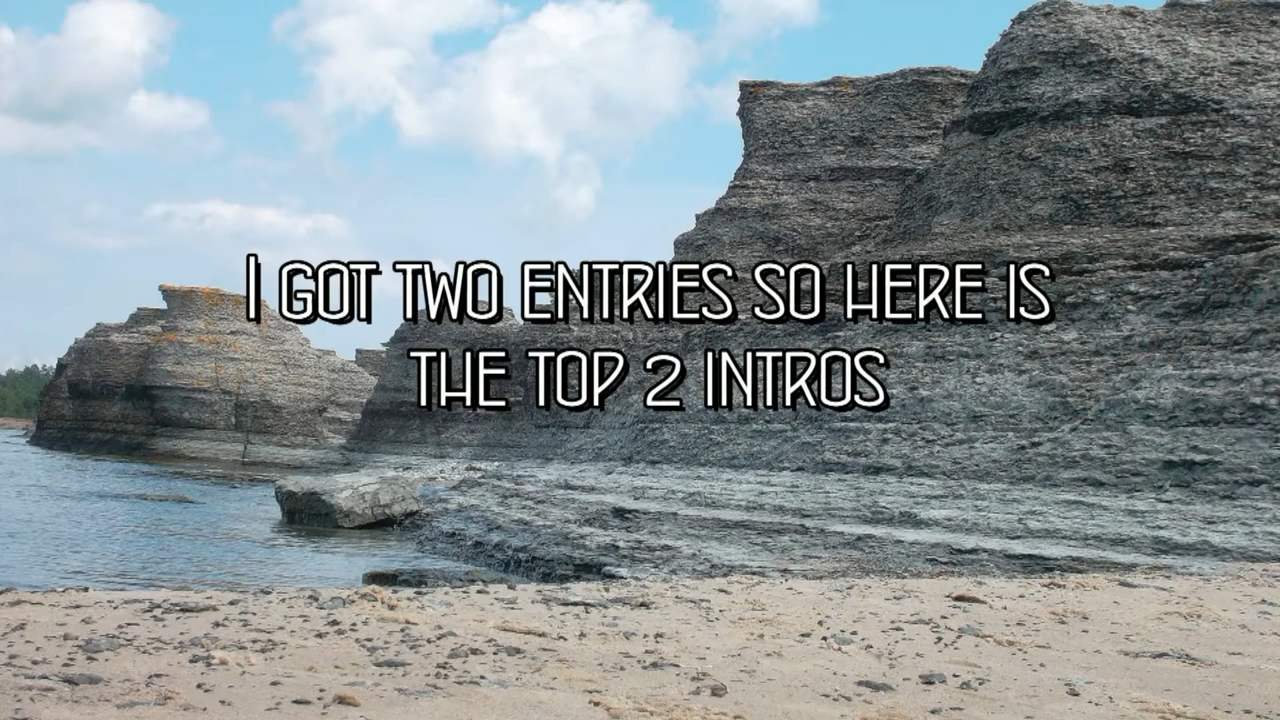 I GOT TWO ENTRIES SO HERE IS
THE TOP 2 INTROS